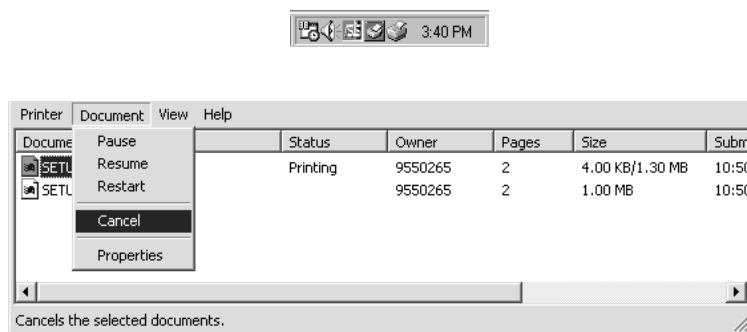 3:40 PM
Printer Document View Help
Docume Status Owner Pages Size Subm
Pause
SETU Printing 9550265 2 4.00 KB/1.30 MB 10:50
Resume
SETU 9550265 2 1.00 MB 10:50
Restart
Cancel
Properties
Cancels the selected documents.